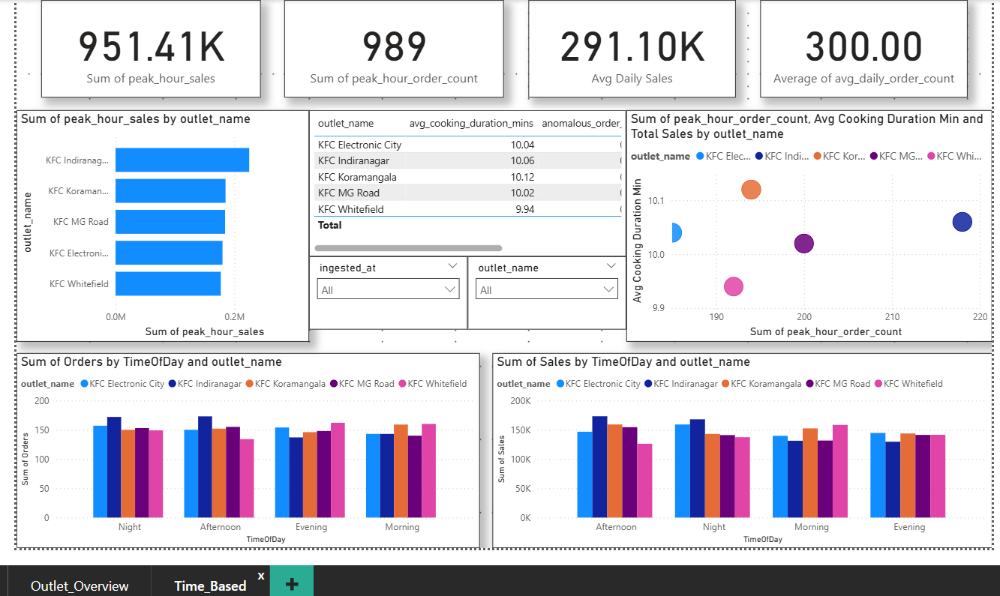 951.41K
Sum of peak_hour_sales
989
Sum of peak_hour_order_count
291.10K
Avg Daily Sales
300.00
Average of avg_daily_order_count
Sum of peak_hour_sales by outlet_name
outlet_name
KFC Indiranag...
KFC Koraman...
KFC MG Road
KFC Electroni...
KFC Whitefield
0.0M 0.2M
Sum of peak_hour_sales
outlet_name avg_cooking_duration_mins anomalous_order_
KFC Electronic City 10.04
KFC Indiranagar 10.06
KFC Koramangala 10.12
KFC MG Road 10.02
KFC Whitefield 9.94
Total
ingested_at
All
outlet_name
All
Sum of peak_hour_order_count, Avg Cooking Duration Min and
Total Sales by outlet_name
outlet_name KFC Elec... KFC Indi... KFC Kor... KFC MG... KFC Whi...
Avg Cooking Duration Min
10.1
10.0
9.9
190 200 210 220
Sum of peak_hour_order_count
Sum of Orders by TimeOfDay and outlet_name
outlet_name KFC Electronic City KFC Indiranagar KFC Koramangala KFC MG Road KFC Whitefield
Sum of Orders
200
150
100
50
0
Night Afternoon Evening Morning
TimeOfDay
Sum of Sales by TimeOfDay and outlet_name
outlet_name KFC Electronic City KFC Indiranagar KFC Koramangala KFC MG Road KFC Whitefield
Sum of Sales
200K
150K
100K
50K
0K
Afternoon Night Morning Evening
TimeOfDay
Outlet_Overview Time_Based x +